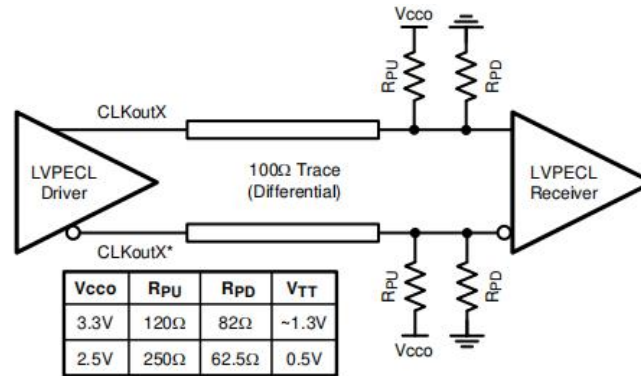 Vcco
RPU
RPD
CLKoutX
LVPECL
Driver
100Ω Trace
(Differential)
LVPECL
Receiver
CLKoutX*
RPU
RPD
Vcco
Vcco RPU RPD VTT
3.3V 120Ω 82Ω ~1.3V
2.5V 250Ω 62.5Ω 0.5V